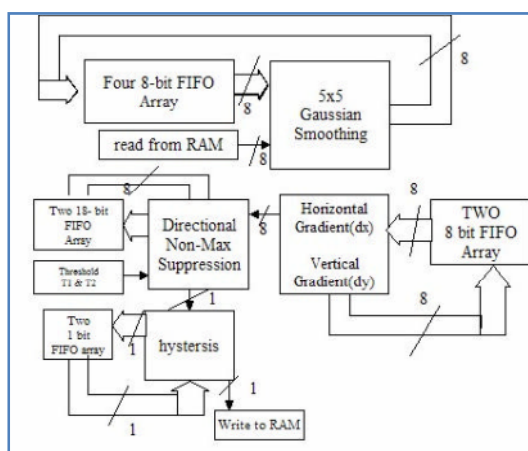 8
Four 8-bit FIFO
Array
8
5x5
Gaussian
Smoothing
read from RAM
8
8
Two 18- bit
FIFO
Array
Directional
Non-Max
Suppression
8
Horizontal
Gradient(dx)
Vertical
Gradient(dy)
8
TWO
8 bit FIFO
Array
Threshold
T1 & T2
8
1
Two
1 bit
FIFO array
1
hystersis
1
1
Write to RAM